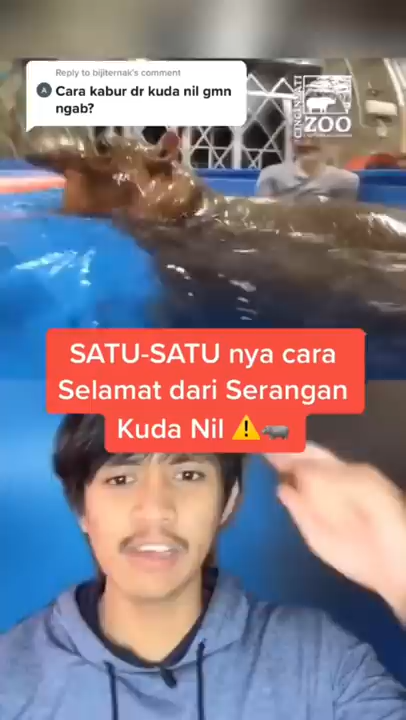 Reply to bijiternak's comment
A
Cara kabur dr kuda nil gmn
ngab?
CINCINNATI
ZOO
SATU-SATU nya cara
Selamat dari Serangan
Kuda Nil ⚠️🦏